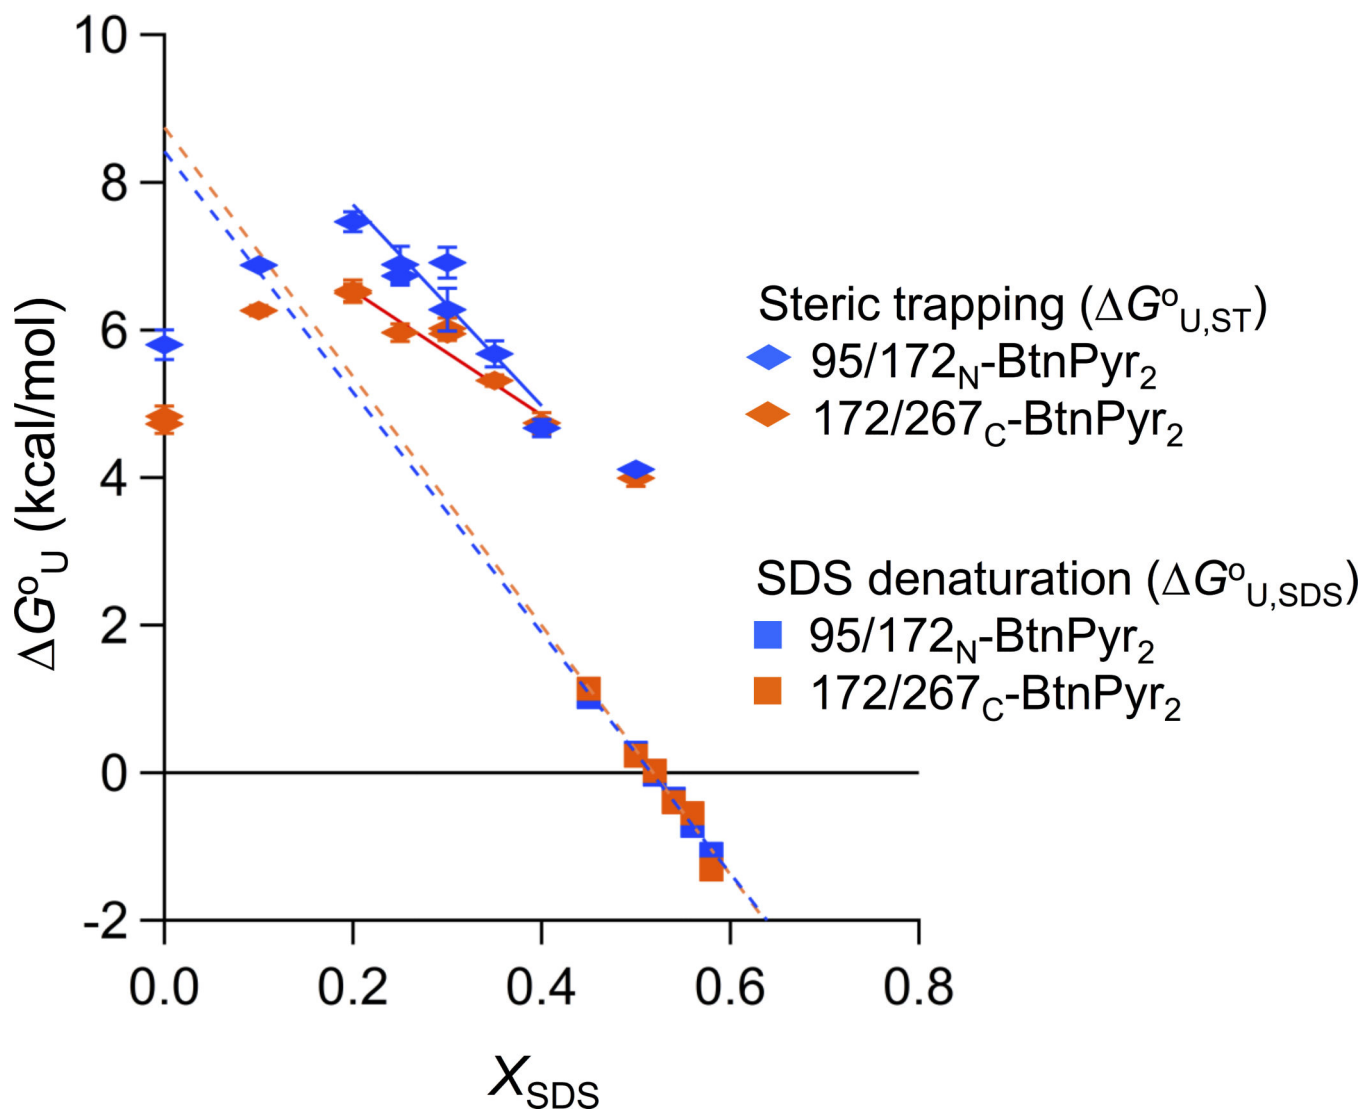 10
8
6
4
2
0
-2
ΔG°U (kcal/mol)
0.0 0.2 0.4 0.6 0.8
XSDS
Steric trapping (ΔG°U,ST)
95/172N-BtnPyr2
172/267C-BtnPyr2
SDS denaturation (ΔG°U,SDS)
95/172N-BtnPyr2
172/267C-BtnPyr2